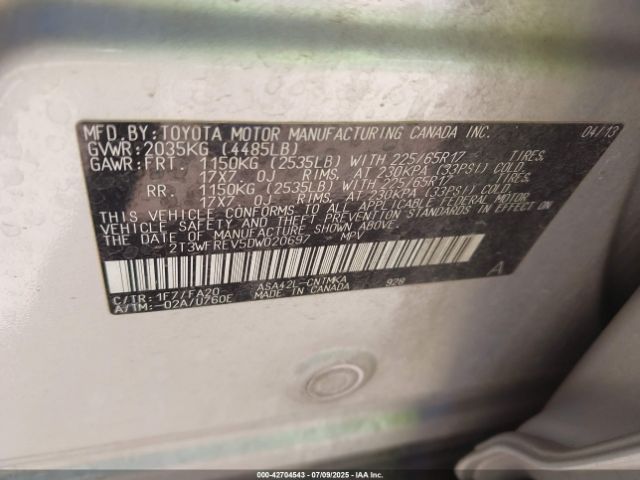 MFD.BY:TOYOTA MOTOR MANUFACTURING CANADA INC. 04/13
GVWR:2035KG (4485LB)
GAWR:FRT. 1150KG (2535LB) WITH 225/65R17 TIRES,
17X7.0J RIMS, AT 230KPA (33PSI) COLD
RR. 1150KG (2535LB) WITH 225/65R17 TIRES,
17X7.0J RIMS, AT 230KPA (33PSI) COLD
THIS VEHICLE CONFORMS TO ALL APPLICABLE FEDERAL MOTOR
VEHICLE SAFETY AND THEFT PREVENTION STANDARDS IN EFFECT ON
THE DATE OF MANUFACTURE SHOWN ABOVE.
2T3WFREV5DW020697 MPV
A
C/TR:1F7/FA20 ASA42L-CNTMKA
A/TM:-02A/U760E MADE IN CANADA 928
000-42704543 - 07/09/2025 - IAA Inc.